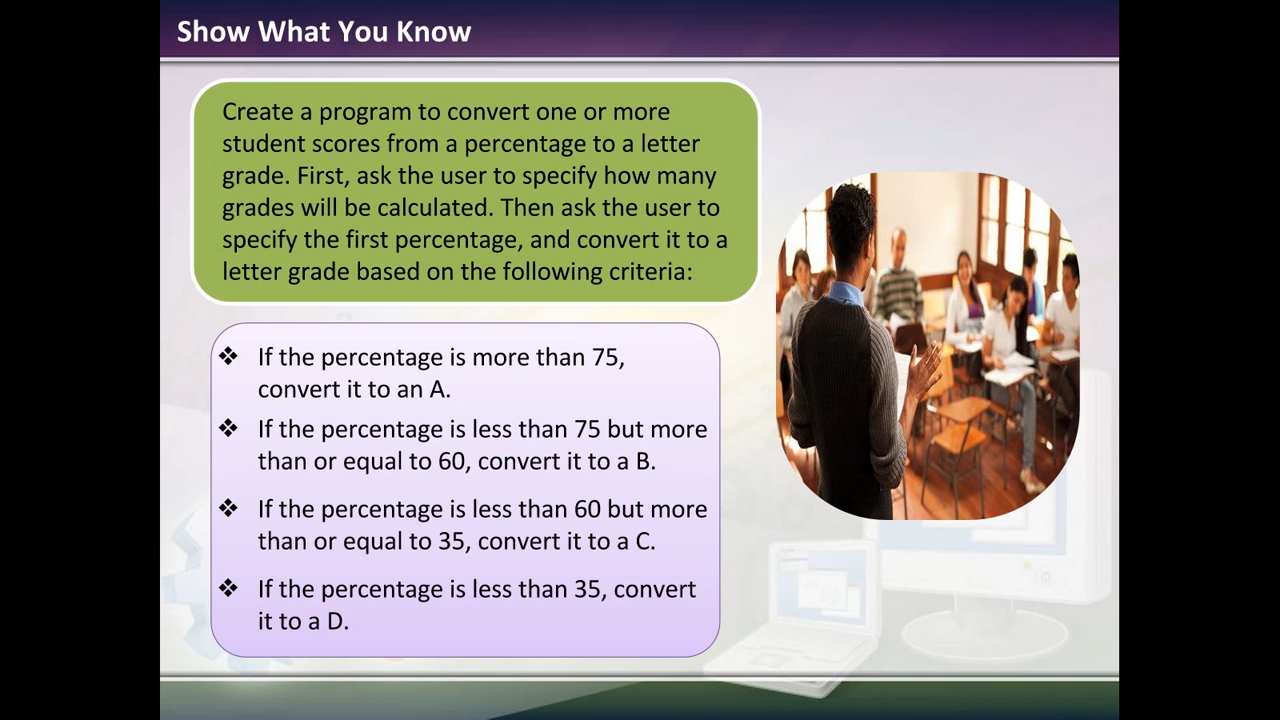 Show What You Know
Create a program to convert one or more
student scores from a percentage to a letter
grade. First, ask the user to specify how many
grades will be calculated. Then ask the user to
specify the first percentage, and convert it to a
letter grade based on the following criteria:
❖ If the percentage is more than 75,
convert it to an A.
❖ If the percentage is less than 75 but more
than or equal to 60, convert it to a B.
❖ If the percentage is less than 60 but more
than or equal to 35, convert it to a C.
❖ If the percentage is less than 35, convert
it to a D.